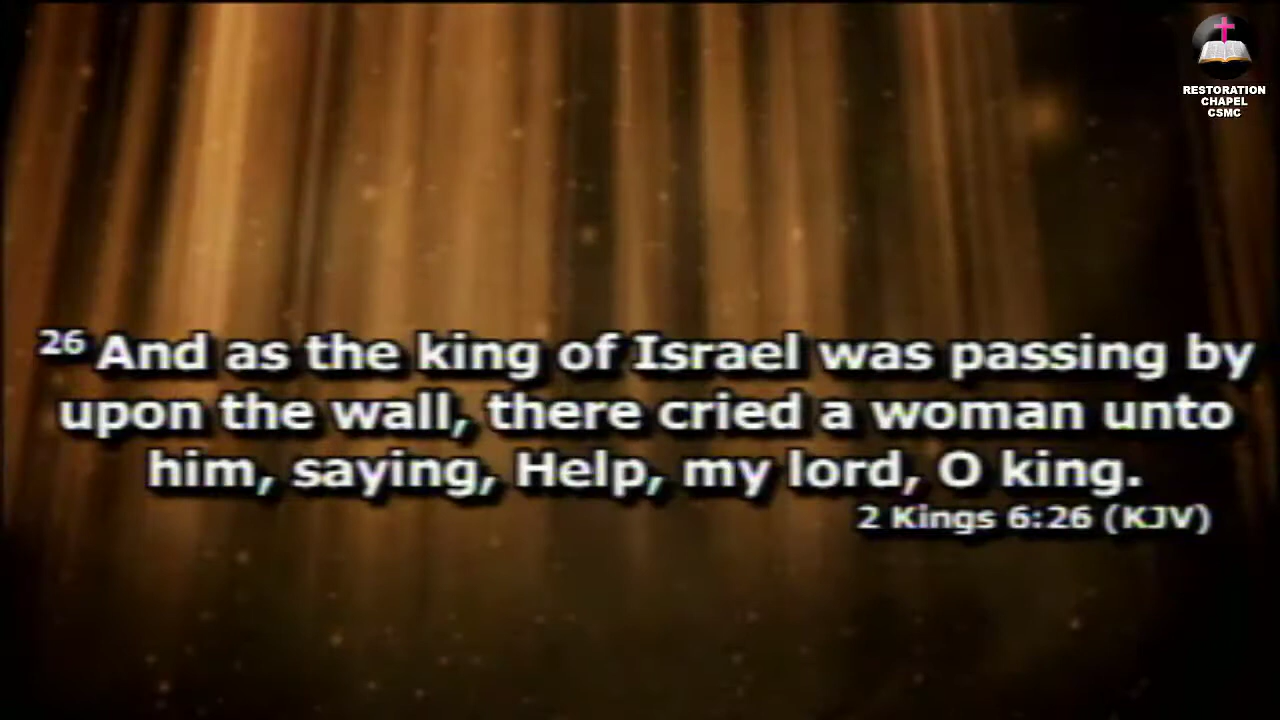 RESTORATION
CHAPEL
CSMC
26 And as the king of Israel was passing by
upon the wall, there cried a woman unto
him, saying, Help, my lord, O king.
2 Kings 6:26 (KJV)